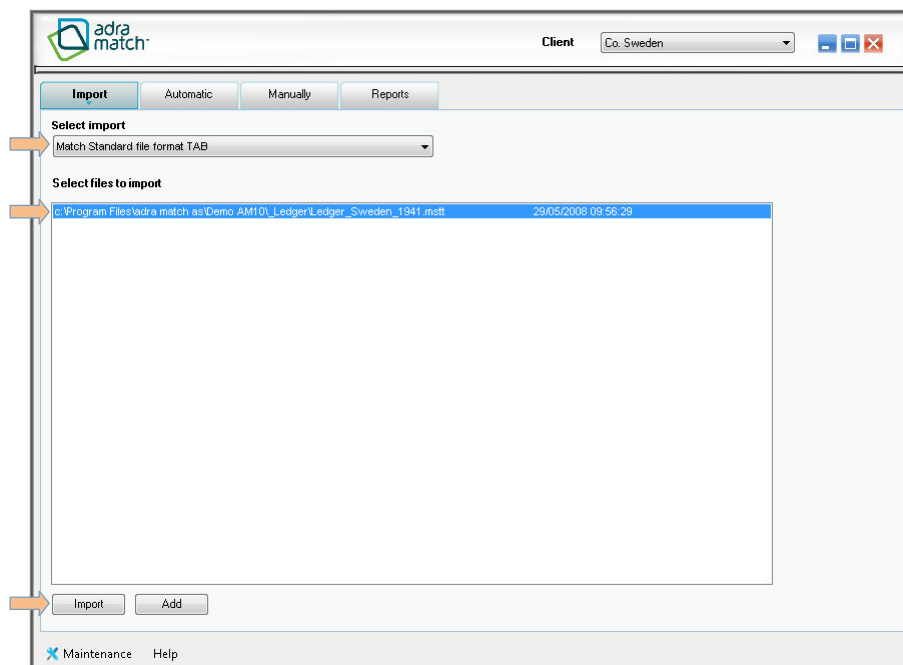 adra
match
Client Co. Sweden
Import Automatic Manually Reports
Select import
Match Standard file format TAB
Select files to import
c:\Program Files\adra match as\Demo AM10\_Ledger\Ledger_Sweden_1941.mstt 29/05/2008 09:56:29
Import Add
Maintenance Help